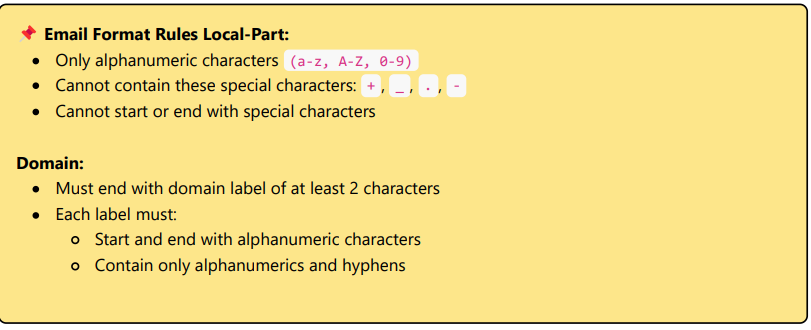 📌 Email Format Rules Local-Part:
● Only alphanumeric characters (a-z, A-Z, 0-9)
● Cannot contain these special characters: +, _, ., -
● Cannot start or end with special characters
Domain:
● Must end with domain label of at least 2 characters
● Each label must:
○ Start and end with alphanumeric characters
○ Contain only alphanumerics and hyphens